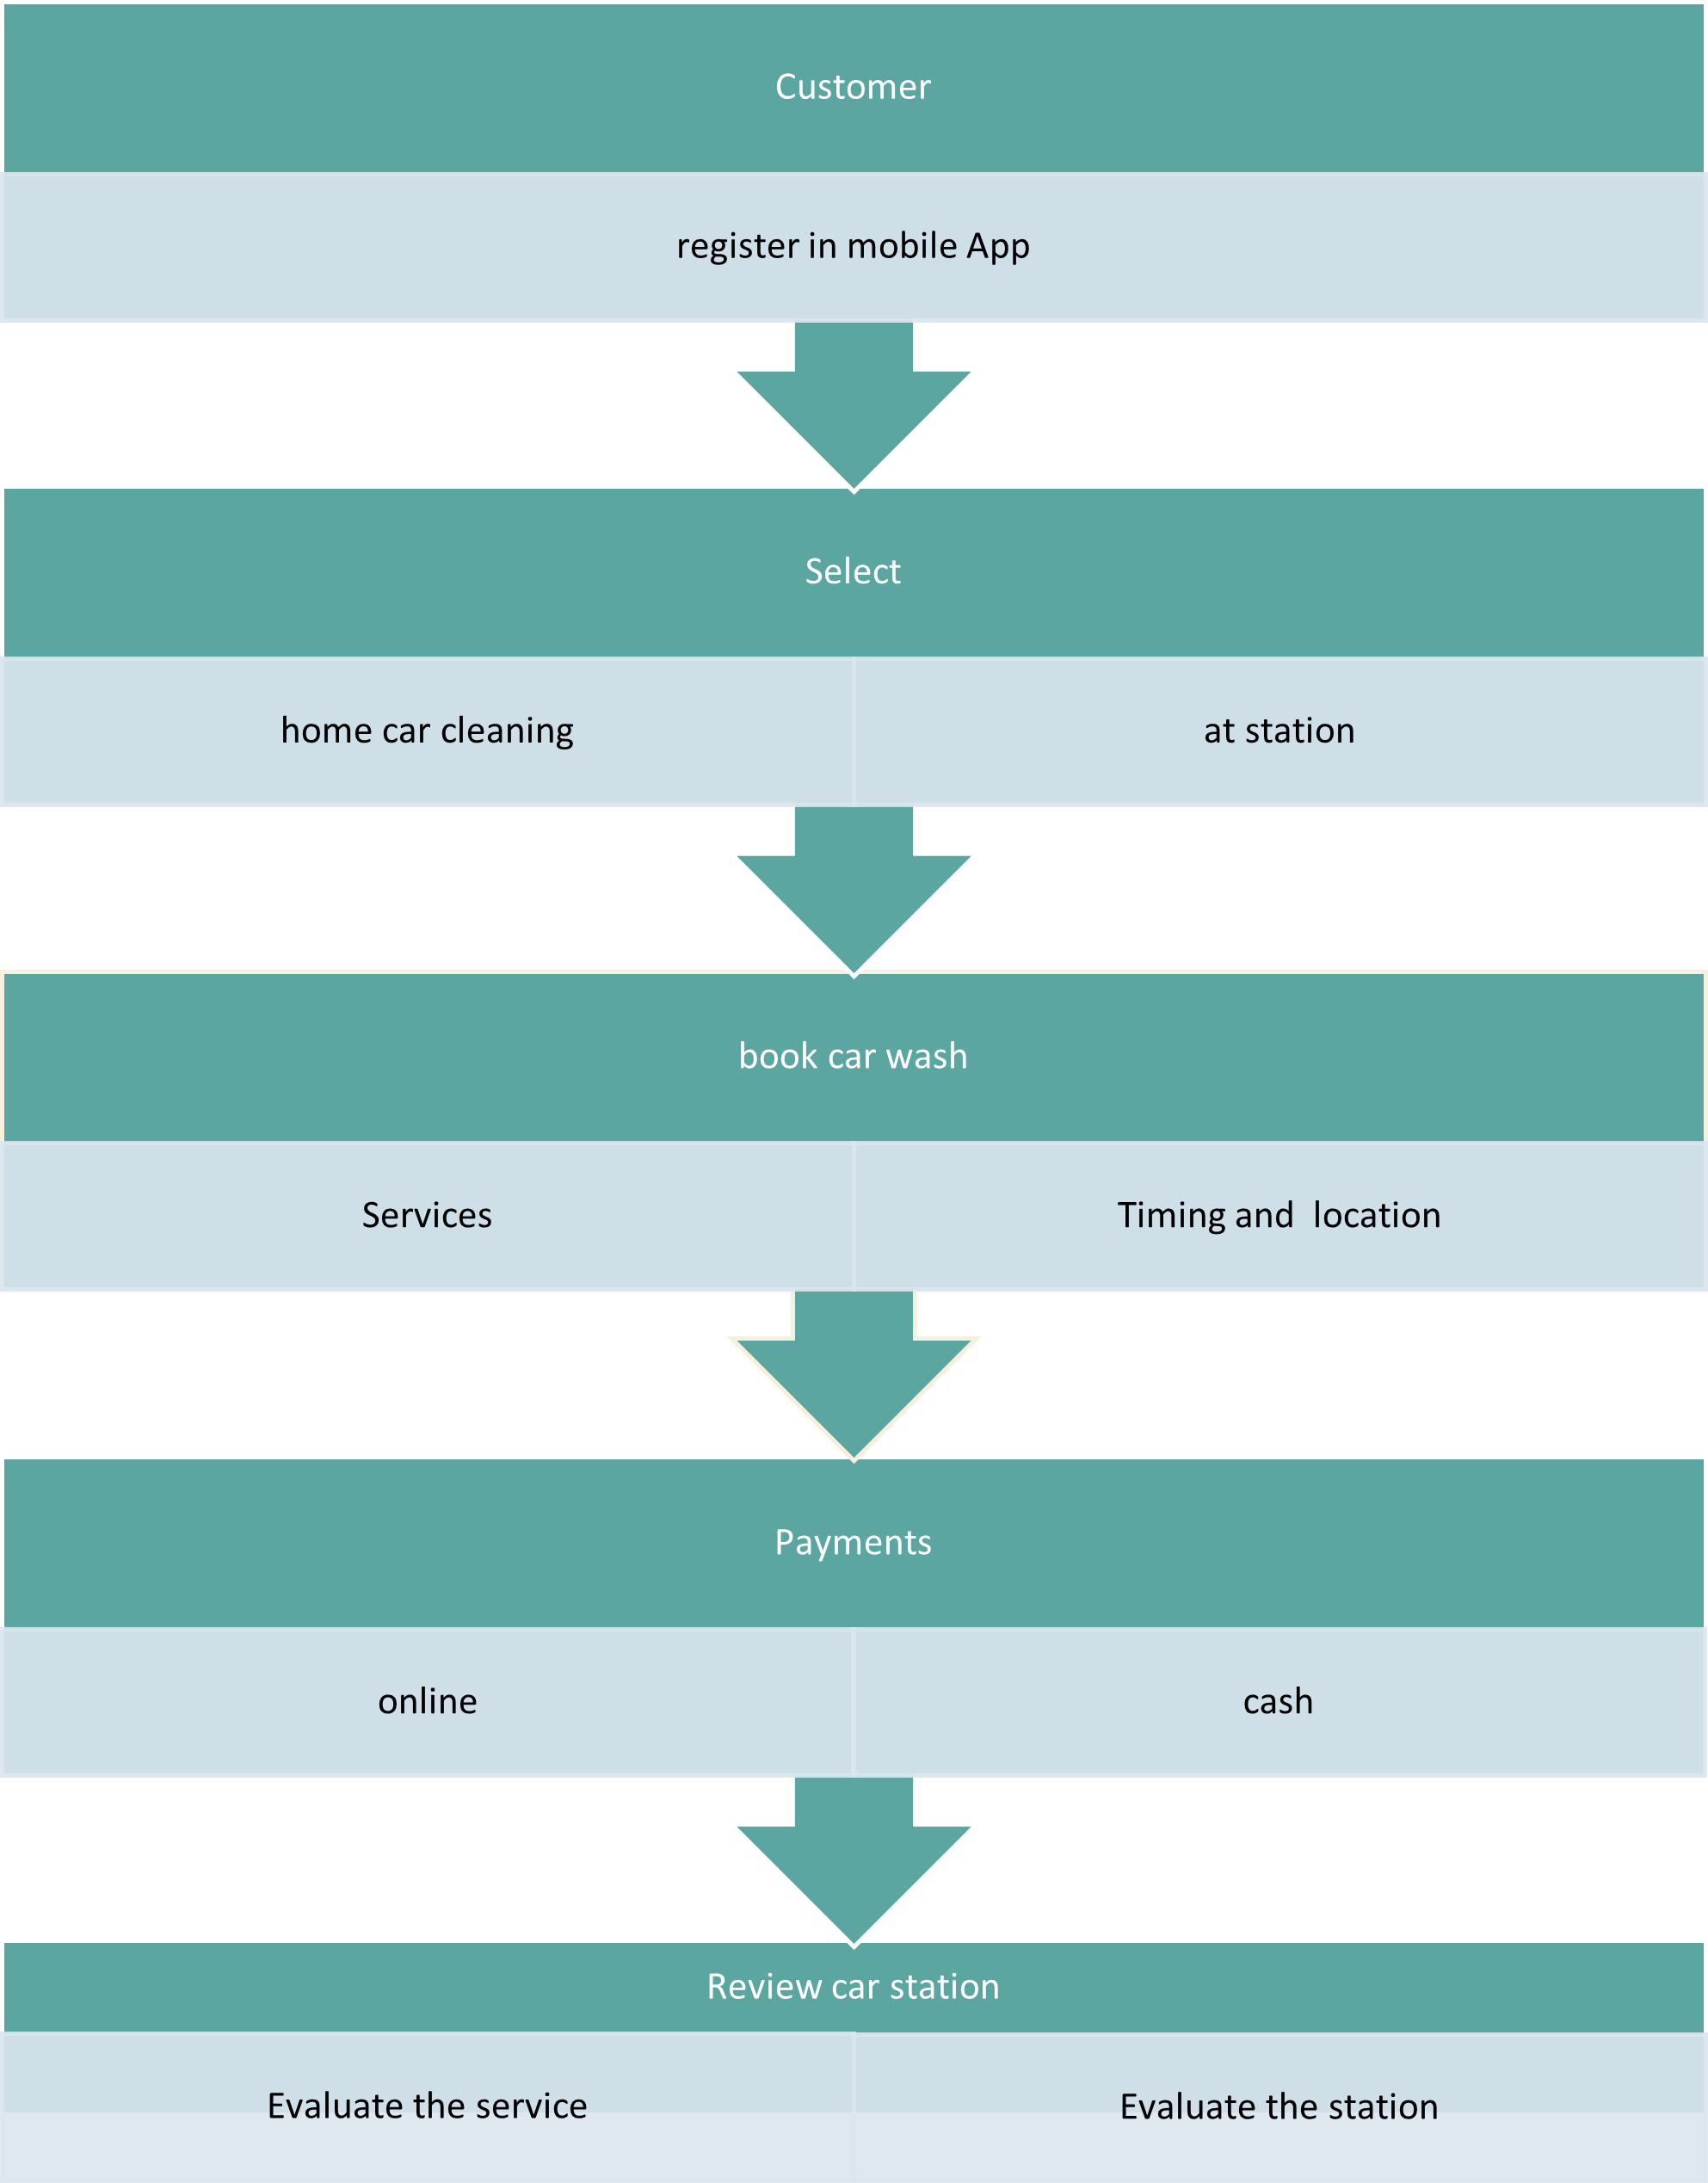 Customer
register in mobile App
Select
home car cleaning
at station
book car wash
Services
Timing and  location
Payments
online
cash
Review car station
Evaluate the service
Evaluate the station